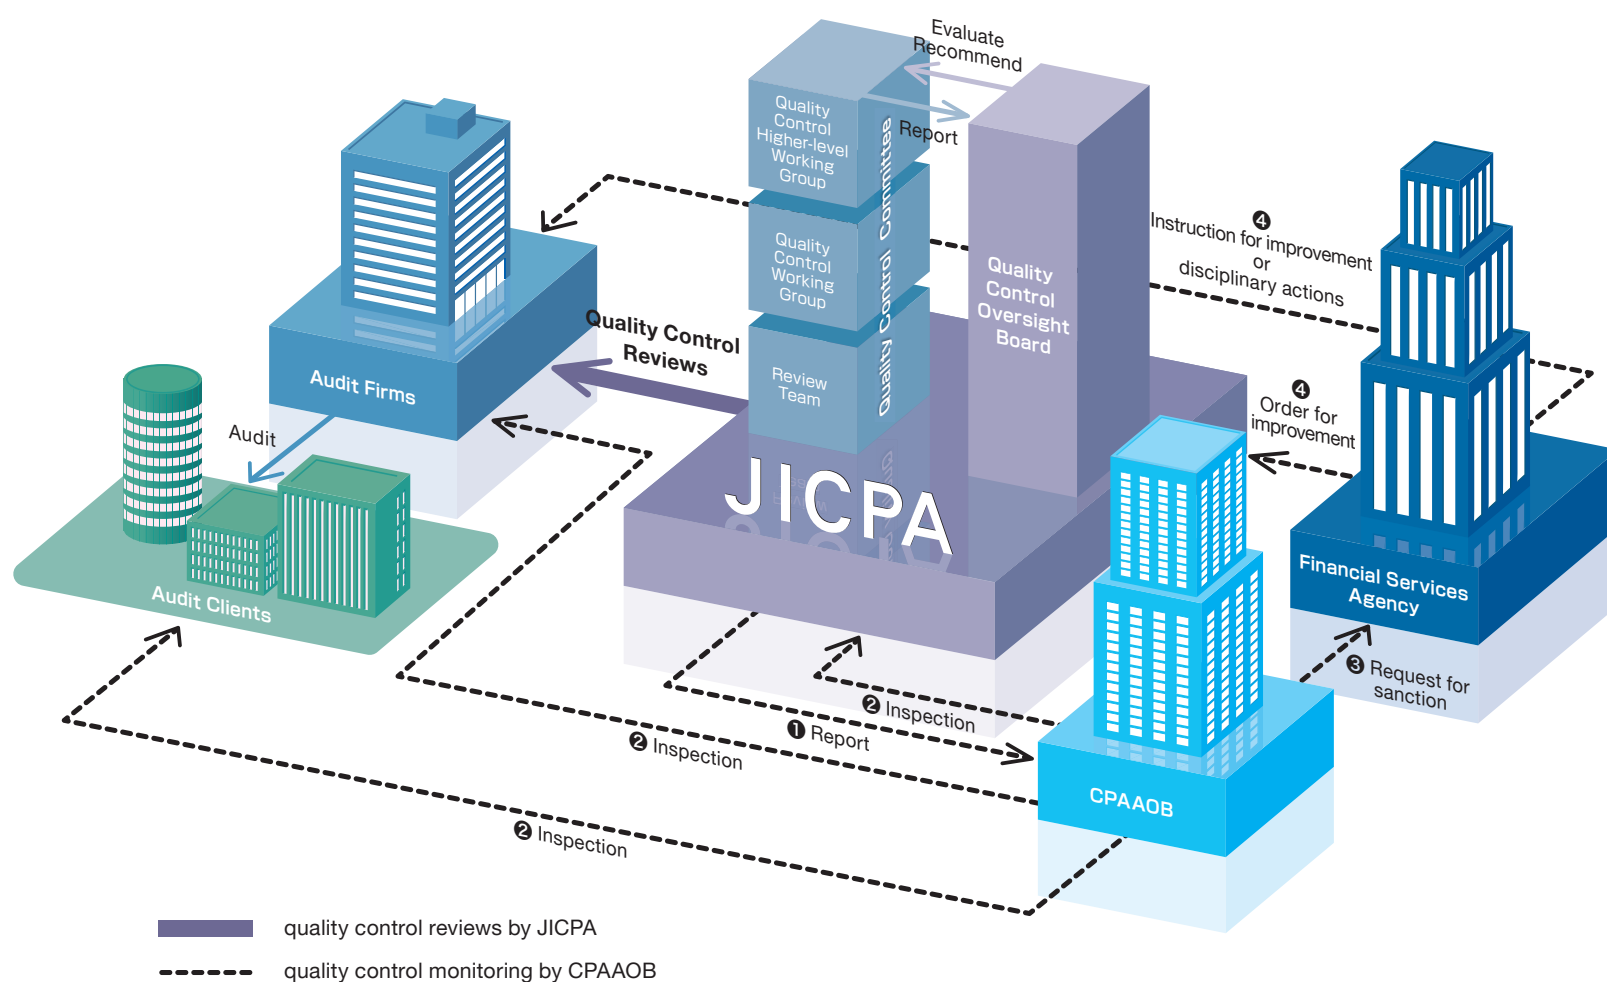 Evaluate
Recommend
Report
Quality
Control
Higher-level
Working
Group
Quality
Control
Working
Group
Review
Team
Quality Control Committee
Quality
Control
Oversight
Board
❹
Instruction for improvement
or
disciplinary actions
Quality Control
Reviews
Audit Firms
Audit
❹
Order for
improvement
JICPA
Audit Clients
Financial Services
Agency
❸ Request for
sanction
❷ Inspection
❶ Report
❷ Inspection
❷ Inspection
CPAAOB
quality control reviews by JICPA
quality control monitoring by CPAAOB